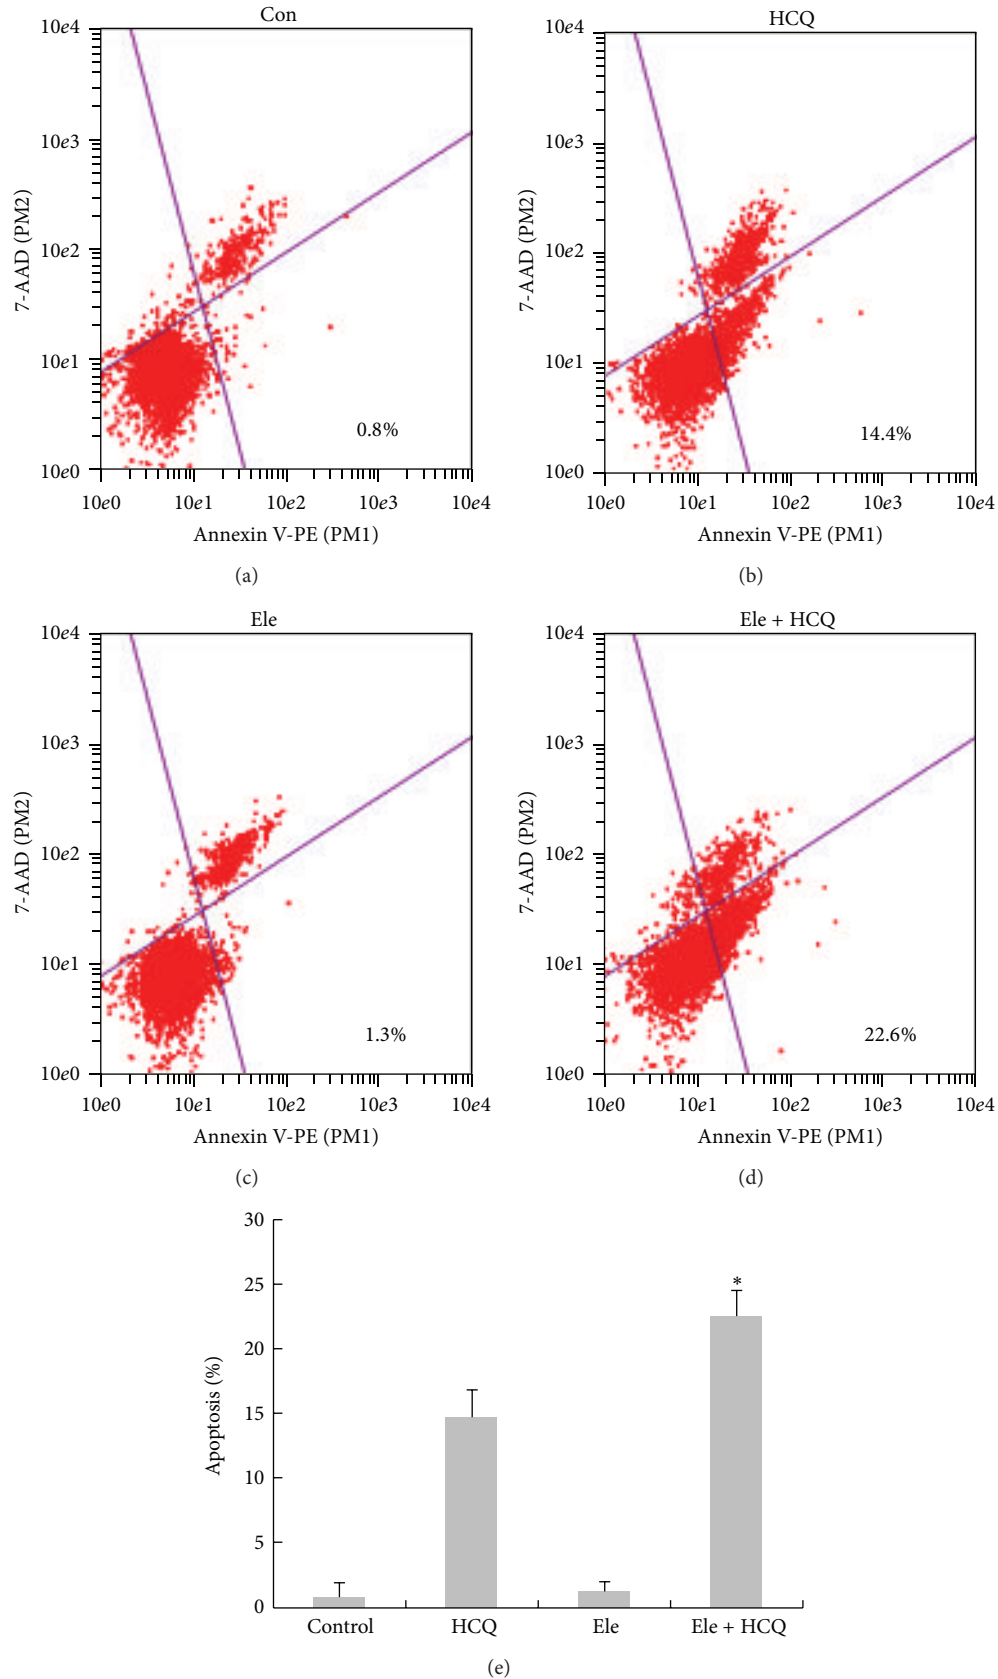 Con
10e4
10e3
10e2
10e1
10e0
7-AAD (PM2)
0.8%
10e0 10e1 10e2 10e3 10e4
Annexin V-PE (PM1)
(a)
HCQ
10e4
10e3
10e2
10e1
10e0
7-AAD (PM2)
14.4%
10e0 10e1 10e2 10e3 10e4
Annexin V-PE (PM1)
(b)
Ele
10e4
10e3
10e2
10e1
10e0
7-AAD (PM2)
1.3%
10e0 10e1 10e2 10e3 10e4
Annexin V-PE (PM1)
(c)
Ele + HCQ
10e4
10e3
10e2
10e1
10e0
7-AAD (PM2)
22.6%
10e0 10e1 10e2 10e3 10e4
Annexin V-PE (PM1)
(d)
30
25
20
15
10
5
0
Apoptosis (%)
*
Control HCQ Ele Ele + HCQ
(e)